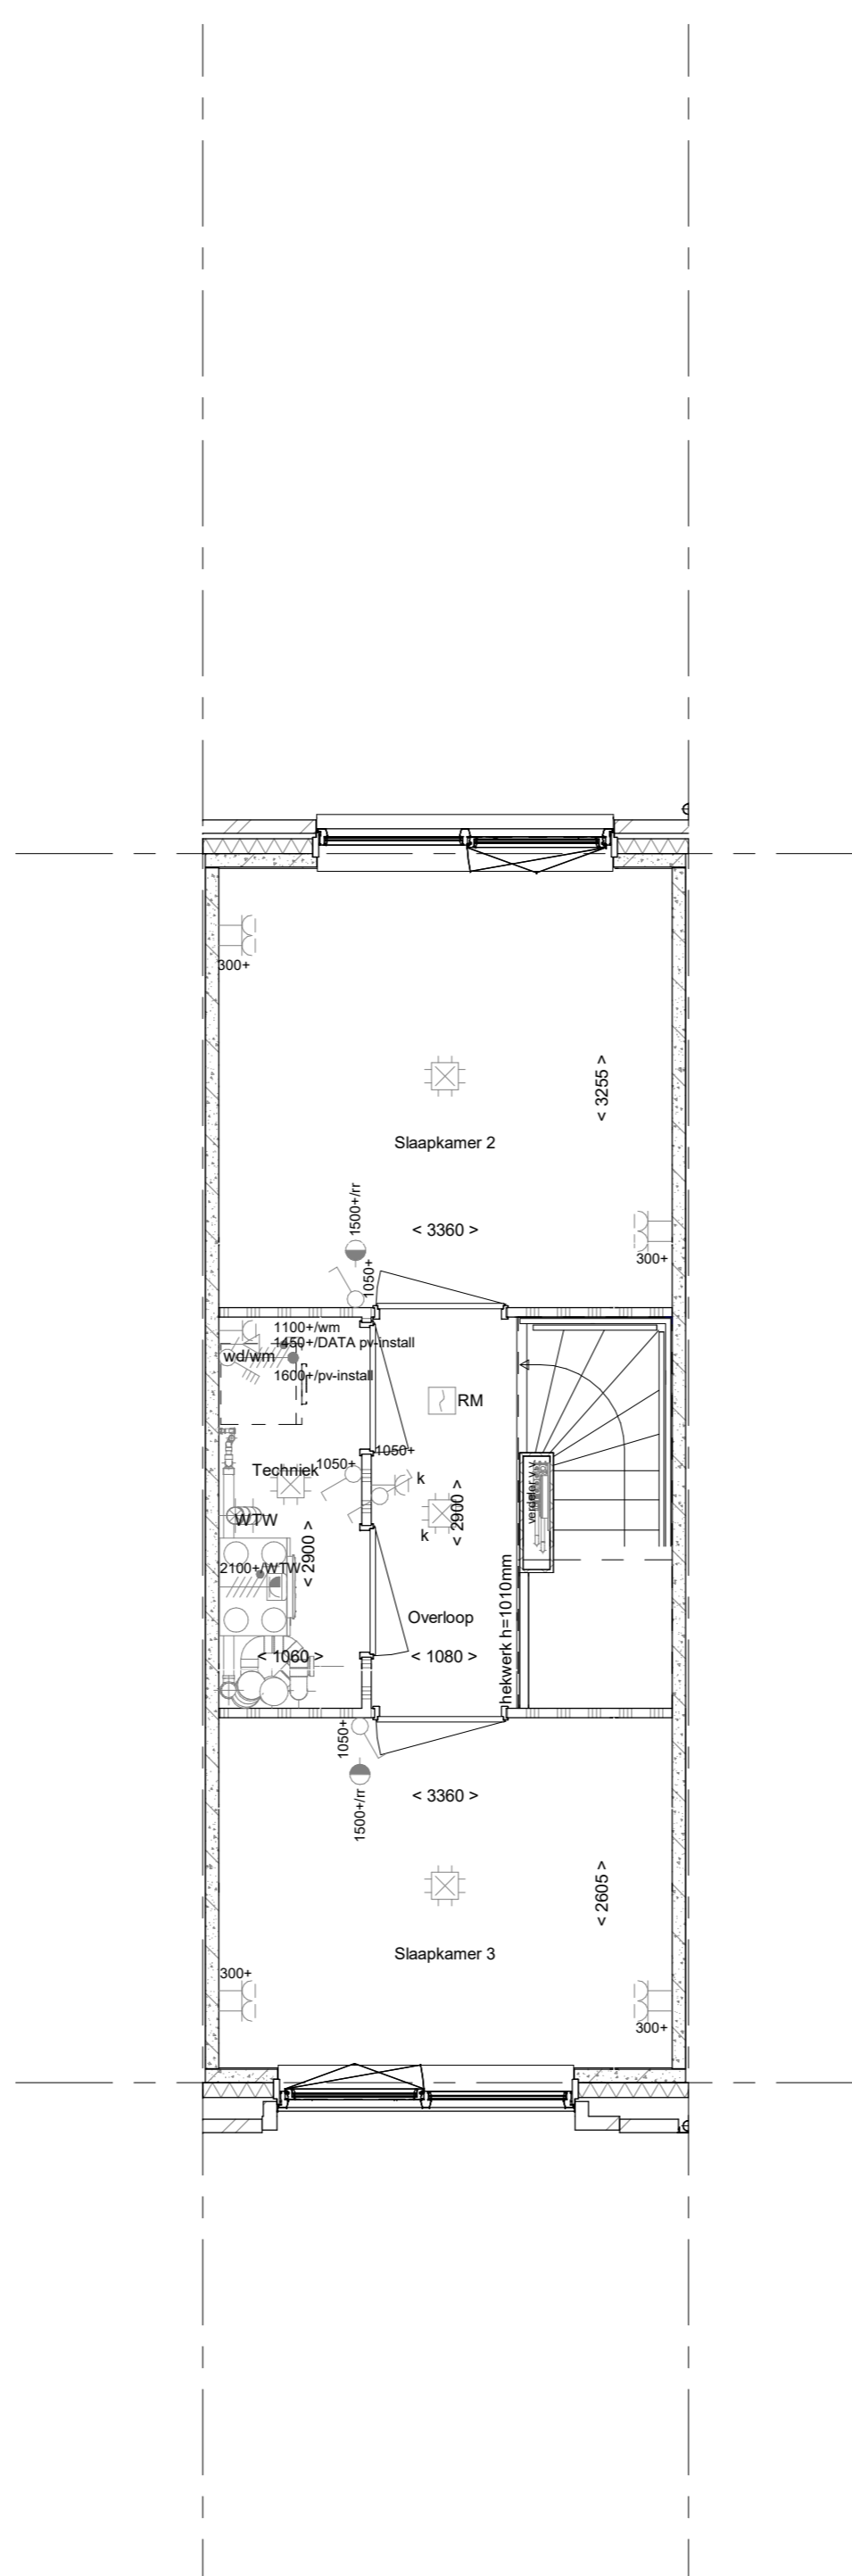 300+
< 3255 >
Slaapkamer 2
1500+/rr
< 3360 >
1050+
300+
1100+/wm
1450+/DATA pv-install
wd/wm
1600+/pv-install
RM
1050+
Techniek
1050+
k
verdeler v.v.
WTW
k
< 2900 >
< 2900 >
2100+/WTW
Overloop
hekwerk h=1010mm
< 1060 >
< 1080 >
1050+
1500+/rr
< 3360 >
< 2605 >
Slaapkamer 3
300+
300+